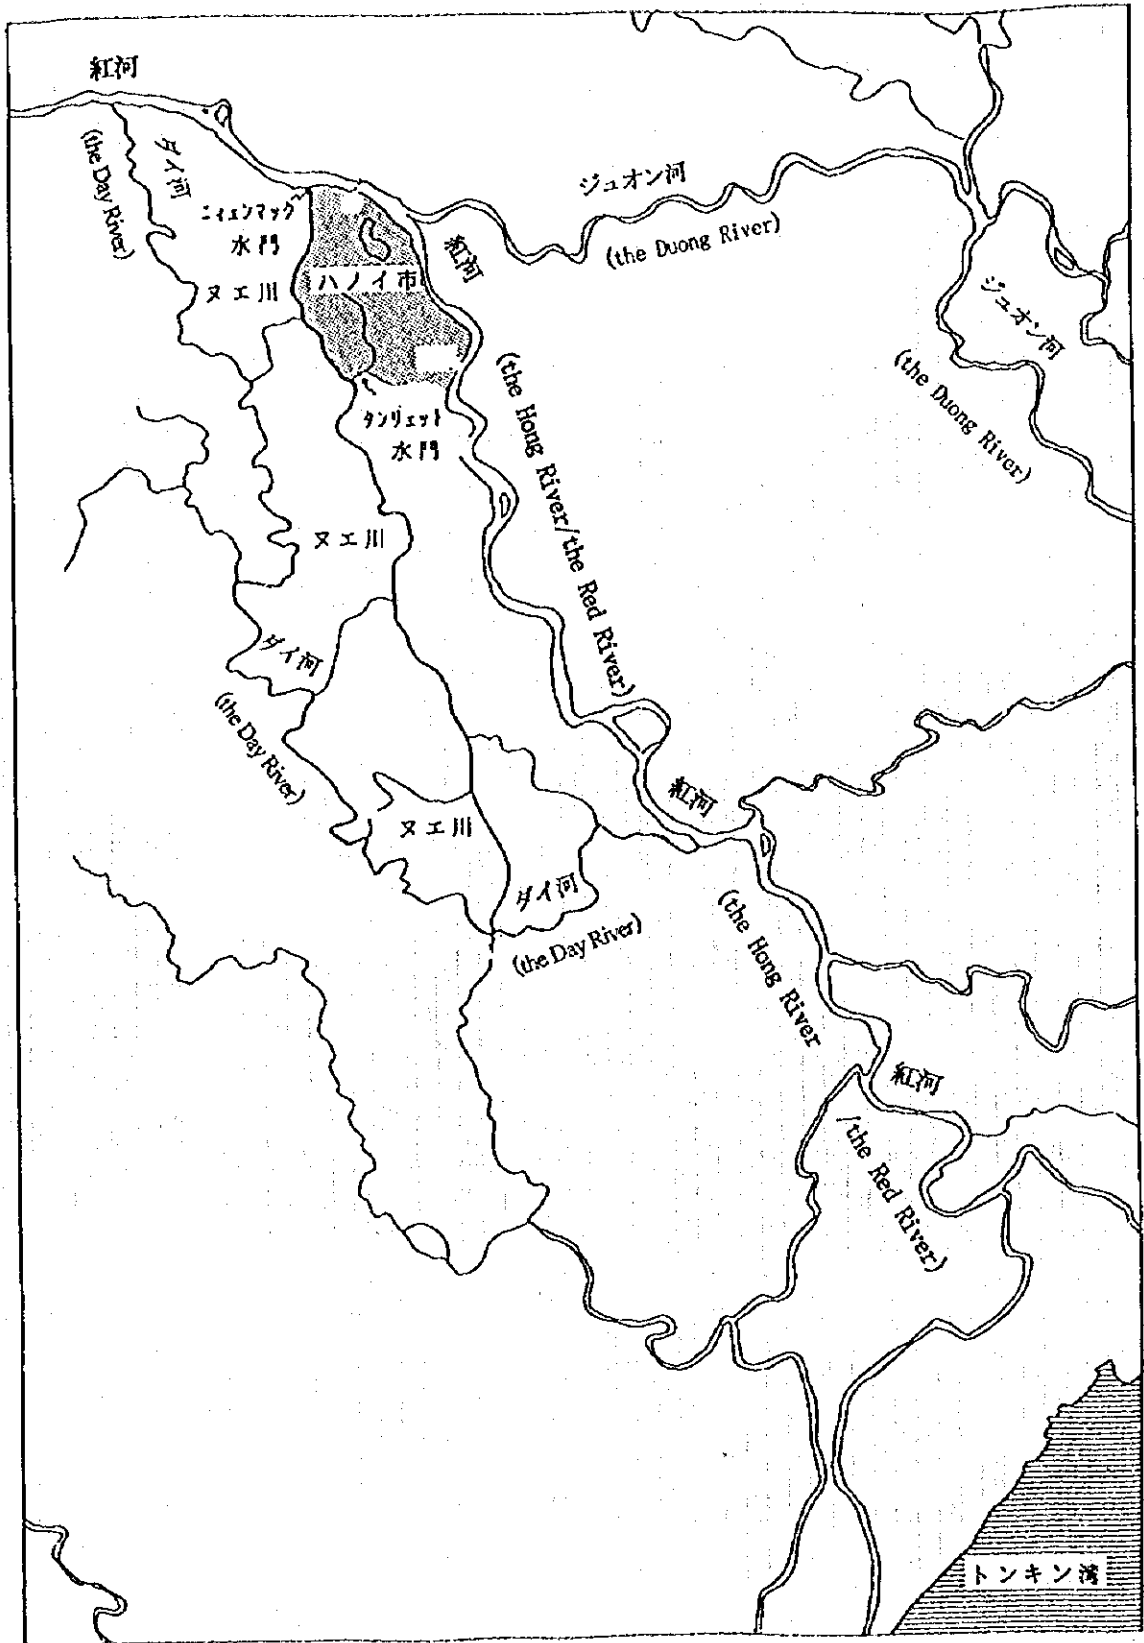 紅河
ダイ河
(the Day River)
ニイエンマック
水門
ヌエ川
ハノイ市
紅河
ジュオン河
(the Duong River)
ジュオン河
(the Duong River)
タンリエット
水門
(the Hong River/the Red River)
ヌエ川
ダイ河
(the Day River)
紅河
ヌエ川
ダイ河
(the Day River)
(the Hong River
紅河
/the Red River)
トンキン湾